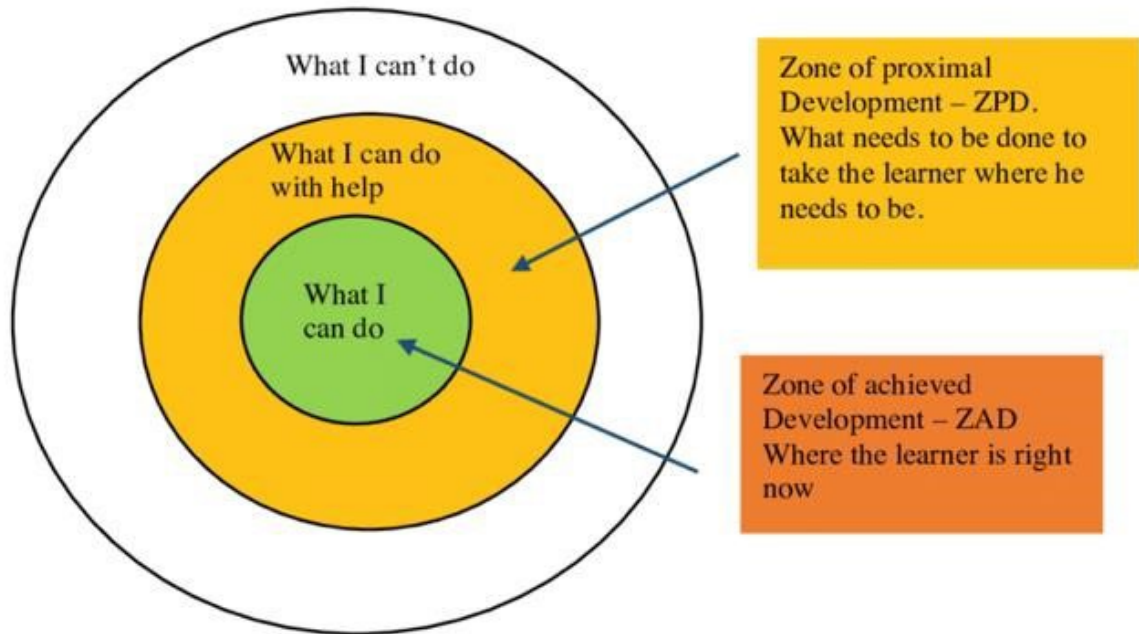 What I can't do
What I can do
with help
What I
can do
Zone of proximal
Development – ZPD.
What needs to be done to
take the learner where he
needs to be.
Zone of achieved
Development – ZAD
Where the learner is right
now